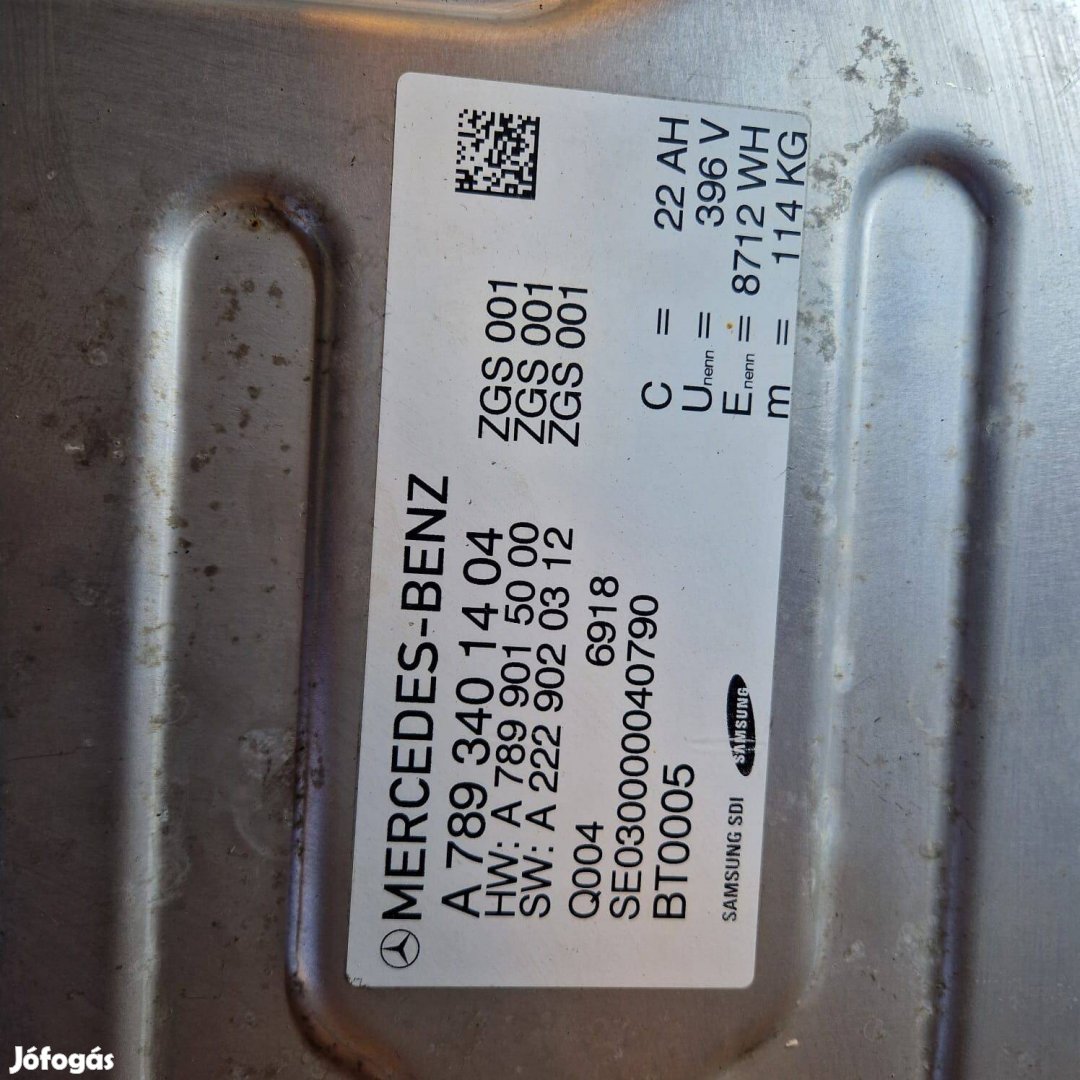 MERCEDES-BENZ
A 789 340 14 04 ZGS 001
HW: A 789 901 50 00 ZGS 001
SW: A 222 902 03 12 ZGS 001
Q004 6918
SE03000040790
BT0005
SAMSUNG SDI SAMSUNG
C = 22 AH
Unenn = 396 V
Enenn = 8712 WH
m = 114 KG
Jófogás